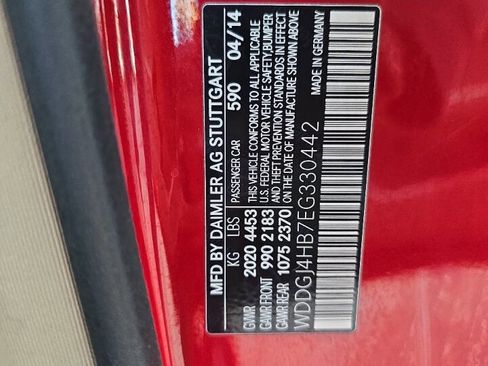 MFD BY DAIMLER AG STUTTGART
KG LBS PASSENGER CAR 590 04/14
GVWR 2020 4453 THIS VEHICLE CONFORMS TO ALL APPLICABLE
GAWR FRONT 990 2183 U.S. FEDERAL MOTOR VEHICLE SAFETY,BUMPER
GAWR REAR 1075 2370 AND THEFT PREVENTION STANDARDS IN EFFECT
ON THE DATE OF MANUFACTURE SHOWN ABOVE
WDDGJ4HB7EG330442 MADE IN GERMANY